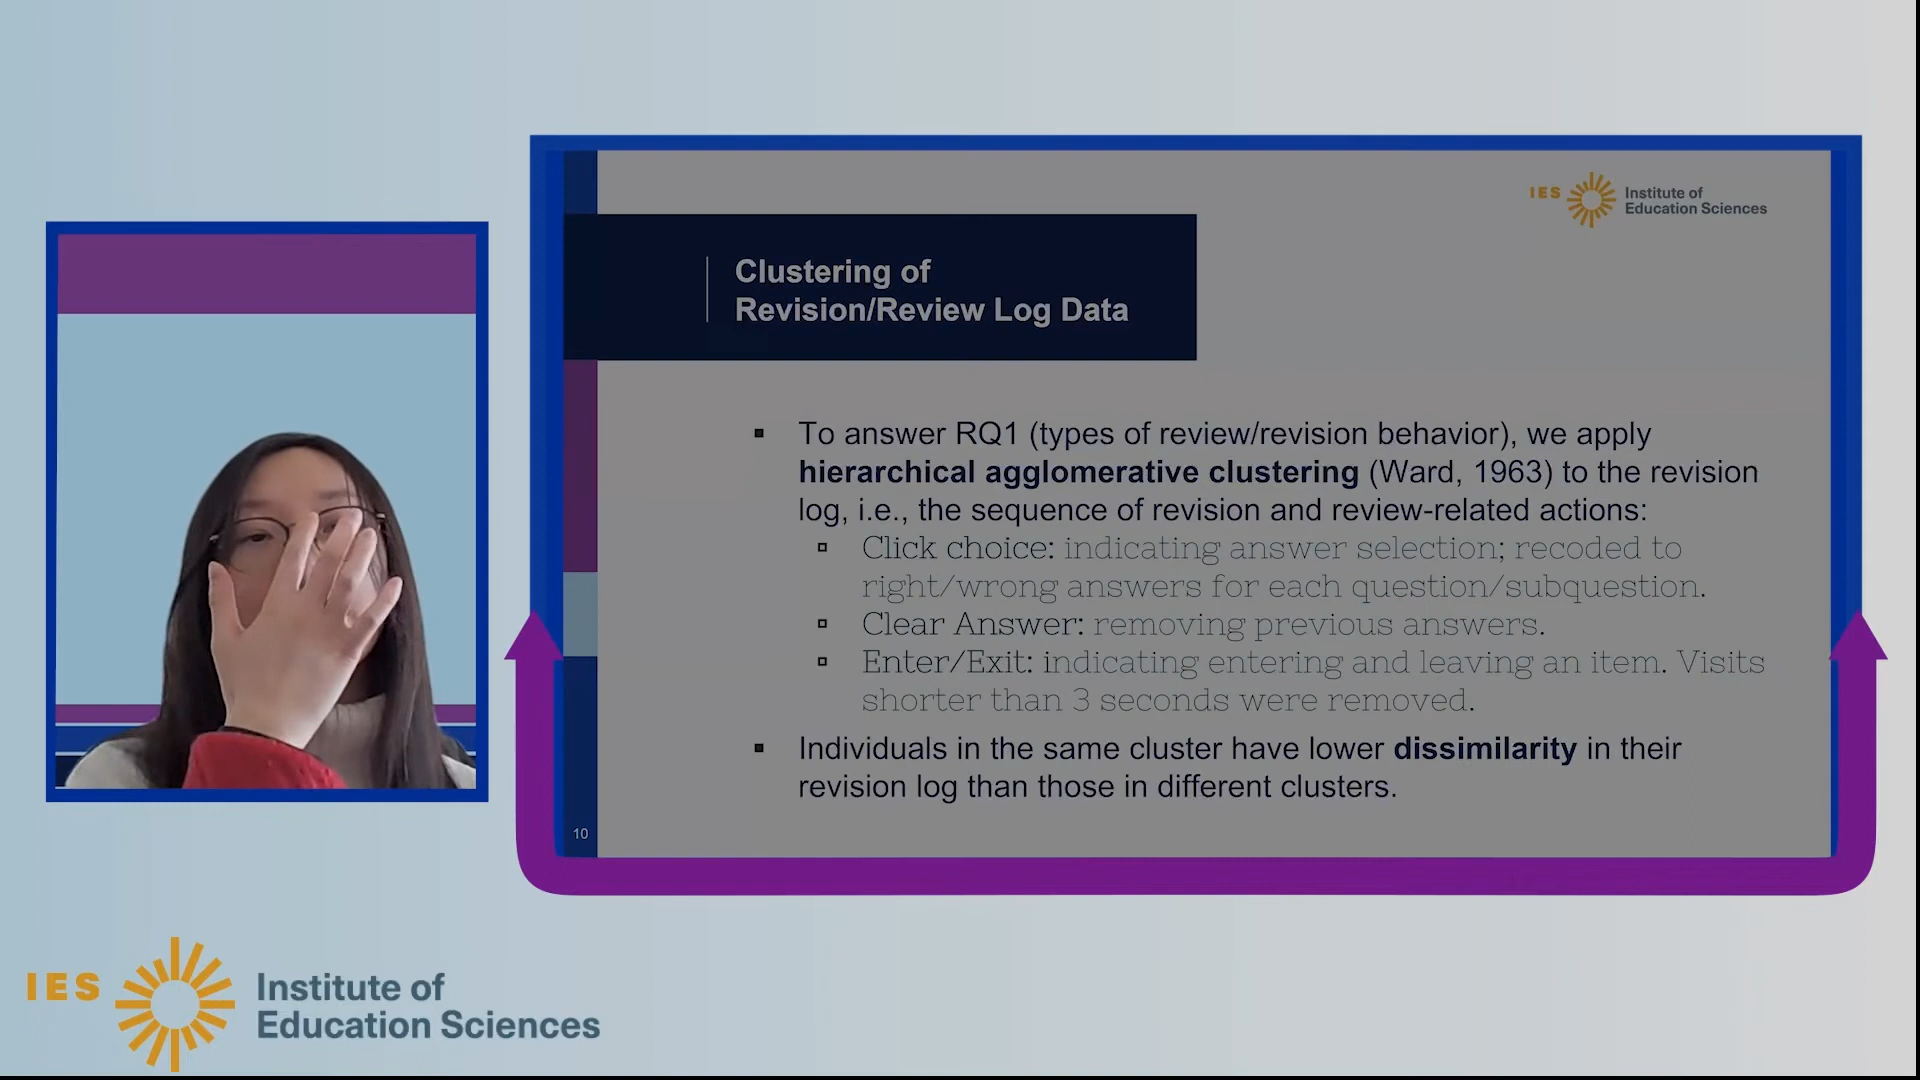 IES Institute of
Education Sciences
Clustering of
Revision/Review Log Data
▪ To answer RQ1 (types of review/revision behavior), we apply
hierarchical agglomerative clustering (Ward, 1963) to the revision
log, i.e., the sequence of revision and review-related actions:
▫ Click choice: indicating answer selection; recoded to
right/wrong answers for each question/subquestion.
▫ Clear Answer: removing previous answers.
▫ Enter/Exit: indicating entering and leaving an item. Visits
shorter than 3 seconds were removed.
▪ Individuals in the same cluster have lower dissimilarity in their
revision log than those in different clusters.
10
IES Institute of
Education Sciences